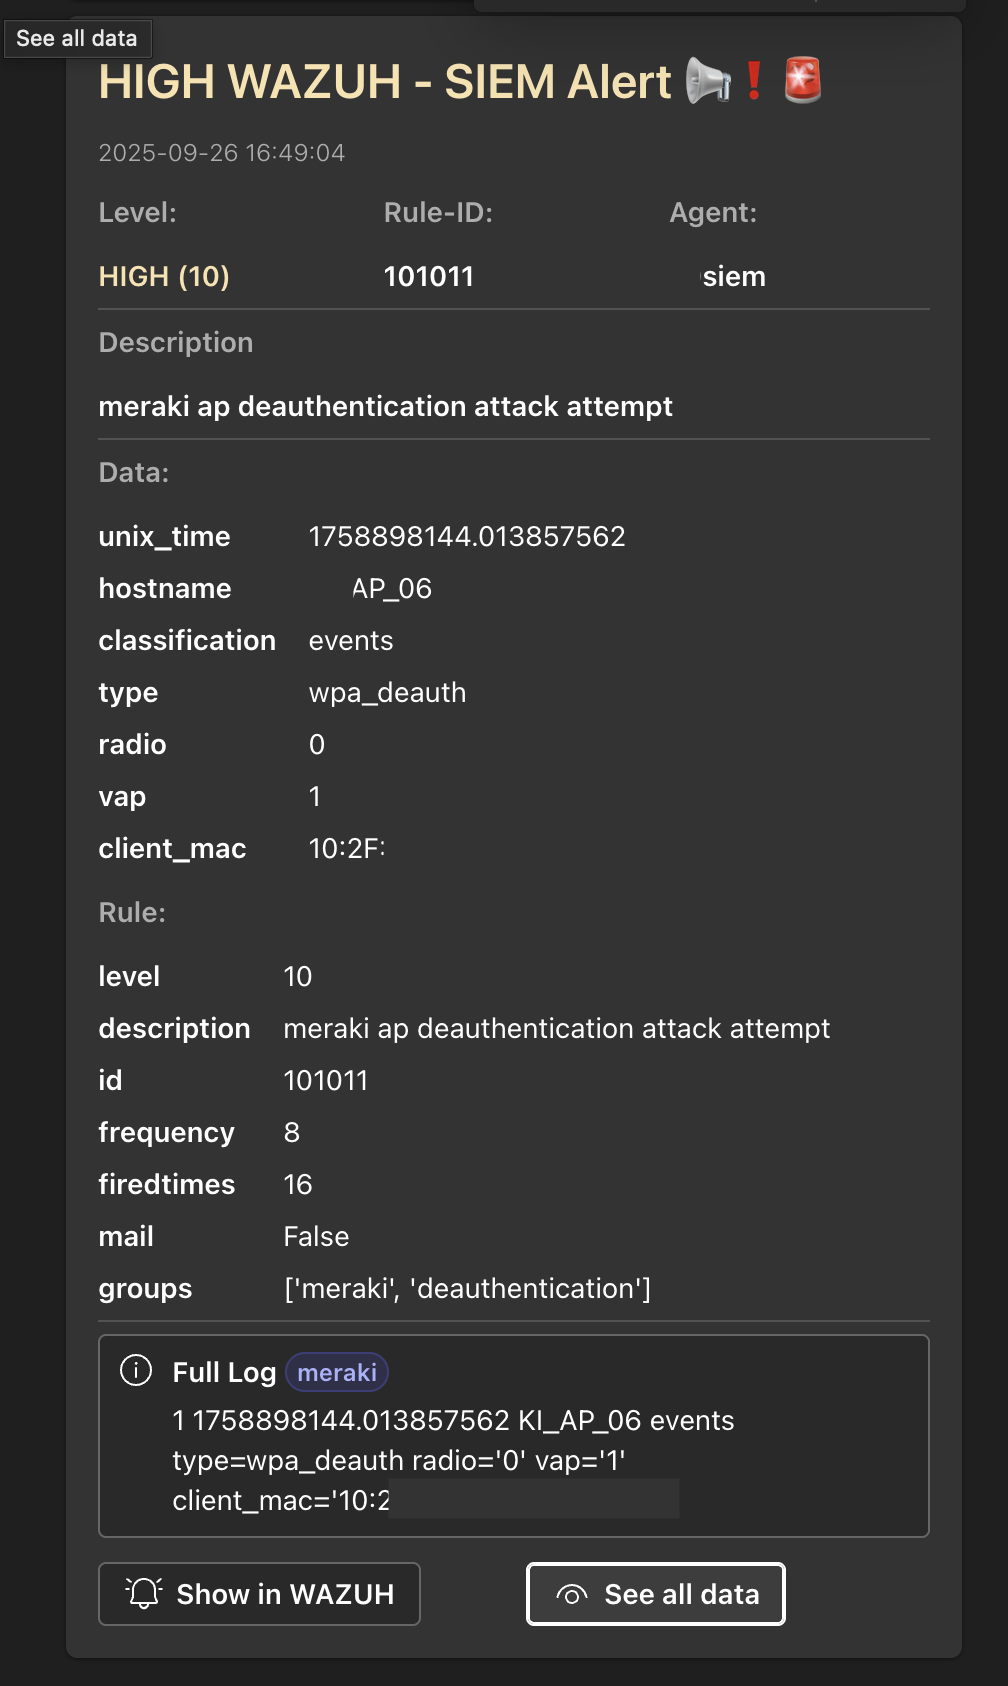 See all data
HIGH WAZUH - SIEM Alert
2025-09-26 16:49:04
Level: Rule-ID: Agent:
HIGH (10) 101011 siem
Description
meraki ap deauthentication attack attempt
Data:
unix_time 1758898144.013857562
hostname AP_06
classification events
type wpa_deauth
radio 0
vap 1
client_mac 10:2F:
Rule:
level 10
description meraki ap deauthentication attack attempt
id 101011
frequency 8
firedtimes 16
mail False
groups ['meraki', 'deauthentication']
Full Log meraki
1 1758898144.013857562 KI_AP_06 events
type=wpa_deauth radio='0' vap='1'
client_mac='10:2
Show in WAZUH See all data